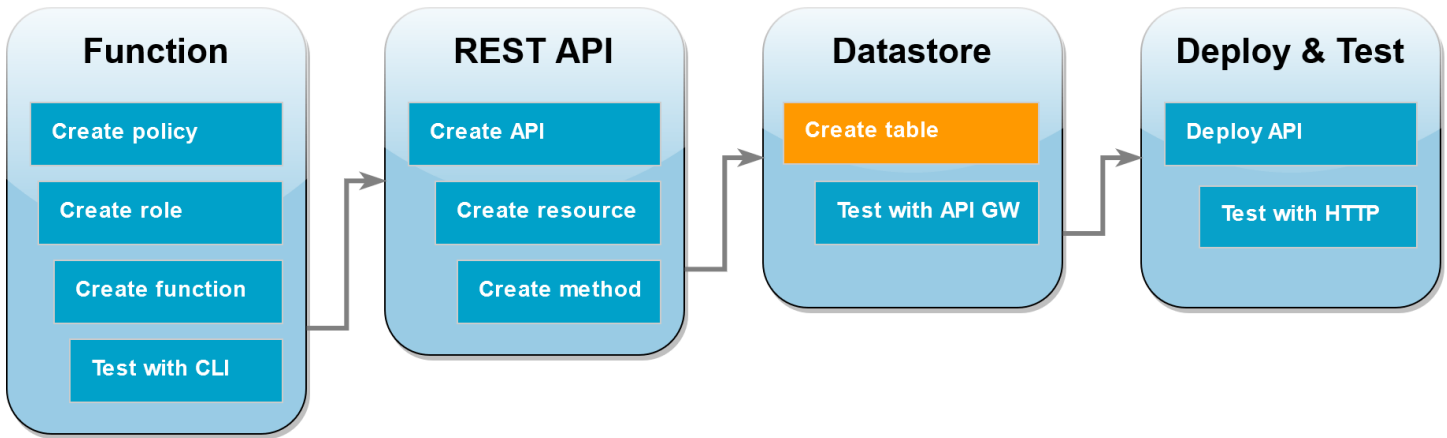 Function
Create policy
Create role
Create function
Test with CLI
REST API
Create API
Create resource
Create method
Datastore
Create table
Test with API GW
Deploy & Test
Deploy API
Test with HTTP